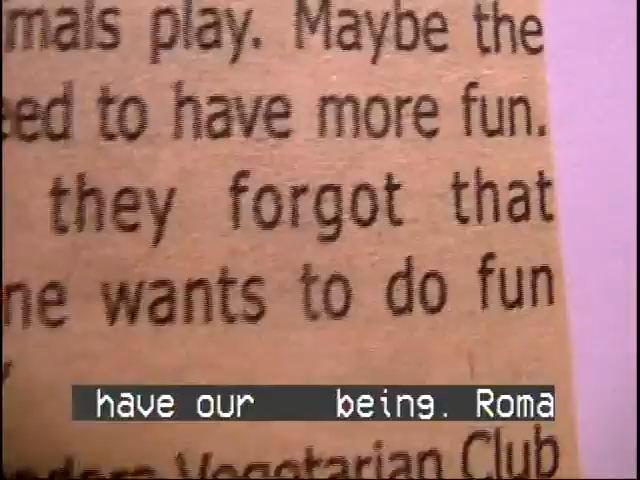 mals play. Maybe the
eed to have more fun.
they forgot that
ne wants to do fun
have our being. Roma
Vegetarian Club